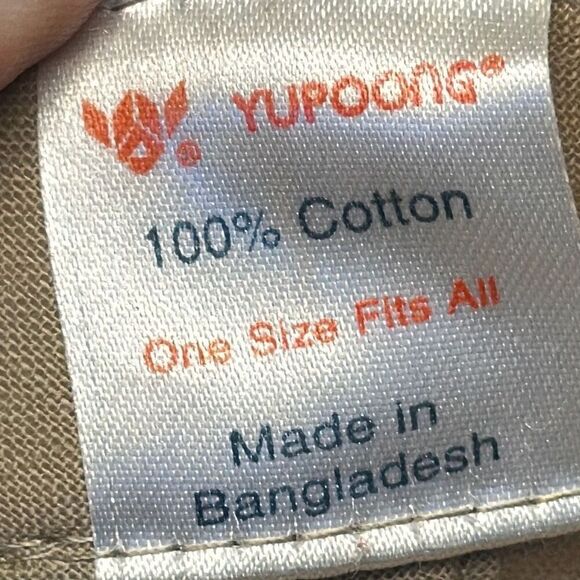 ® YUPOONG®
100% Cotton
One Size Fits All
Made in
Bangladesh